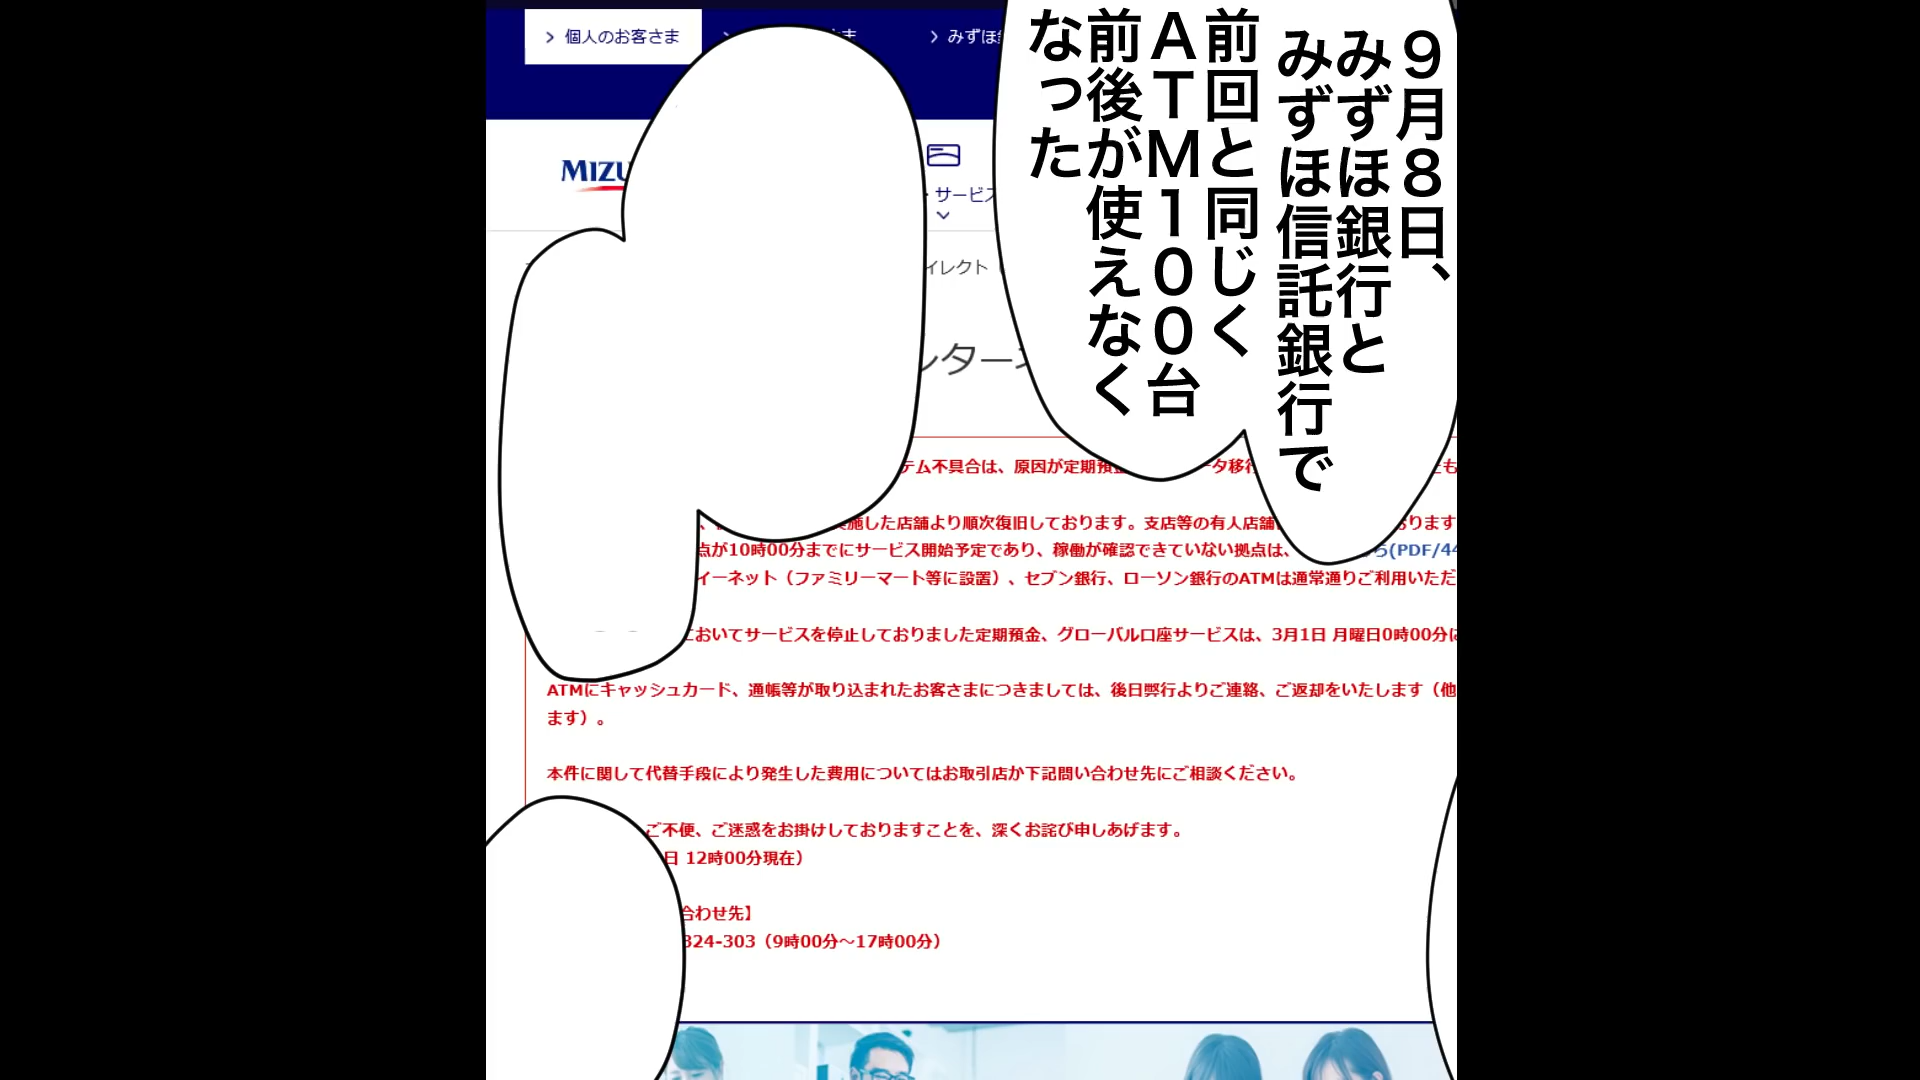 9月8日、
みずほ銀行と
みずほ信託銀行で
前回と同じく
ATM100台
前後が使えなく
なった
個人のお客さま
みずほ
MIZU
サービス
イレクト
ンター
テム不具合は、原因が定期預金
タ移行
施した店舗より順次復旧しております。支店等の有人店舗
ります
点が10時00分までにサービス開始予定であり、稼働が確認できていない拠点は、
ら(PDF/44
イーネット（ファミリーマート等に設置）、セブン銀行、ローソン銀行のATMは通常通りご利用いただ
おいてサービスを停止しておりました定期預金、グローバル口座サービスは、3月1日 月曜日0時00分に
ATMにキャッシュカード、通帳等が取り込まれたお客さまにつきましては、後日弊行よりご連絡、ご返却をいたします（他
ます）。
本件に関して代替手段により発生した費用についてはお取引店か下記問い合わせ先にご相談ください。
ご不便、ご迷惑をお掛けしておりますことを、深くお詫び申しあげます。
日 12時00分現在）
合わせ先】
324-303（9時00分～17時00分）